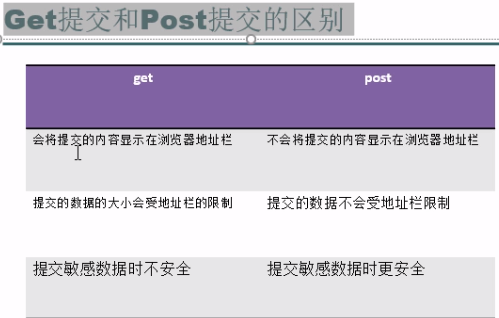 Get提交和Post提交的区别
get post
会将提交的内容显示在浏览器地址栏 不会将提交的内容显示在浏览器地址栏
提交的数据的大小会受地址栏的限制 提交的数据不会受地址栏限制
提交敏感数据时不安全 提交敏感数据时更安全